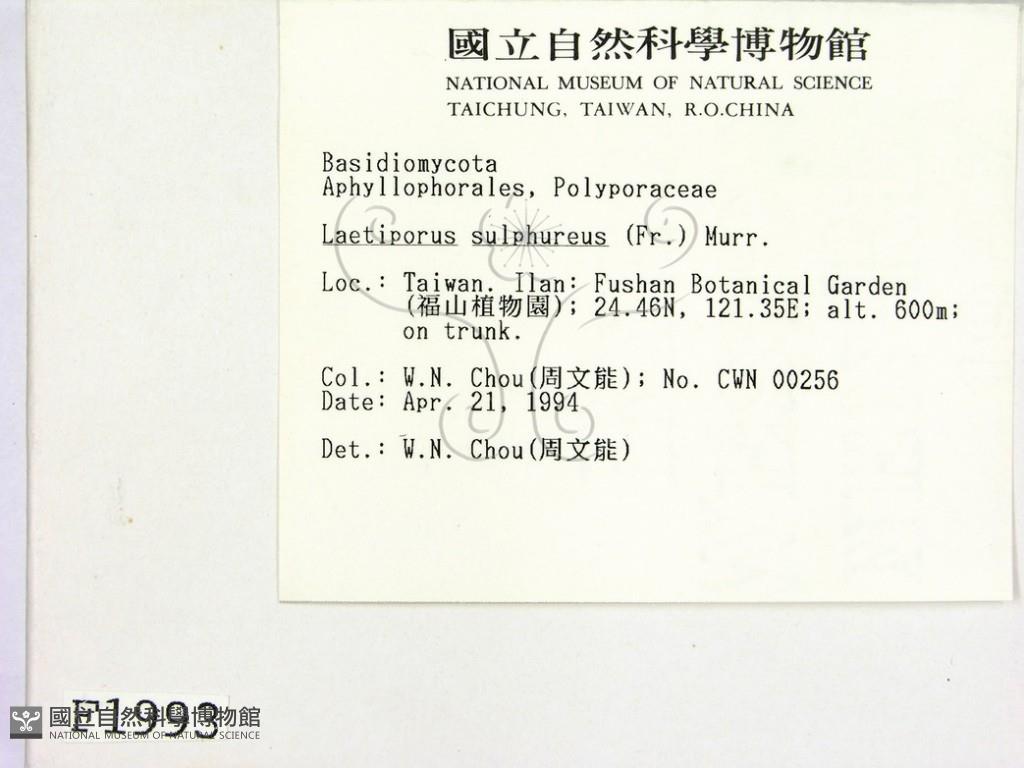 國立自然科學博物館
NATIONAL MUSEUM OF NATURAL SCIENCE
TAICHUNG, TAIWAN, R.O.CHINA
Basidiomycota
Aphyllophorales, Polyporaceae
Laetiporus sulphureus (Fr.) Murr.
Loc.: Taiwan. Ilan: Fushan Botanical Garden
(福山植物園); 24.46N, 121.35E; alt. 600m;
on trunk.
Col.: W.N. Chou(周文能); No. CWN 00256
Date: Apr. 21, 1994
Det.: W.N. Chou(周文能)
F1993
國立自然科學博物館
NATIONAL MUSEUM OF NATURAL SCIENCE